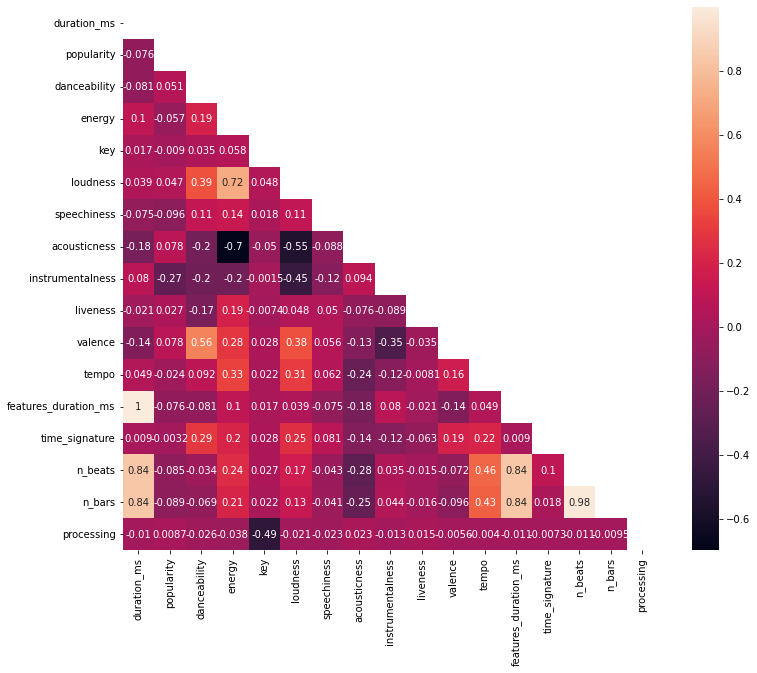 duration_ms
popularity -0.076
danceability -0.081 0.051
energy 0.1 -0.057 0.19
key 0.017 -0.009 0.035 0.058
loudness 0.039 0.047 0.39 0.72 0.048
speechiness -0.075 -0.096 0.11 0.14 0.018 0.11
acousticness -0.18 0.078 -0.2 -0.7 -0.05 -0.55 -0.088
instrumentalness 0.08 -0.27 -0.2 -0.2 -0.0015 -0.45 -0.12 0.094
liveness -0.021 0.027 -0.17 0.19 -0.0074 0.048 0.05 -0.076 -0.089
valence -0.14 0.078 0.56 0.28 0.028 0.38 0.056 -0.13 -0.35 -0.035
tempo 0.049 -0.024 0.092 0.33 0.022 0.31 0.062 -0.24 -0.12 -0.0081 0.16
features_duration_ms 1 -0.076 -0.081 0.1 0.017 0.039 -0.075 -0.18 0.08 -0.021 -0.14 0.049
time_signature 0.009 -0.0032 0.29 0.2 0.028 0.25 0.081 -0.14 -0.12 -0.063 0.19 0.22 0.009
n_beats 0.84 -0.085 -0.034 0.24 0.027 0.17 -0.043 -0.28 0.035 -0.015 -0.072 0.46 0.84 0.1
n_bars 0.84 -0.089 -0.069 0.21 0.022 0.13 -0.041 -0.25 0.044 -0.016 -0.096 0.43 0.84 0.018 0.98
processing -0.01 0.0087 -0.026 -0.038 -0.49 -0.021 -0.023 0.023 -0.013 0.015 -0.0056 -0.004 -0.011 -0.0073 -0.011 -0.0095
duration_ms
popularity
danceability
energy
key
loudness
speechiness
acousticness
instrumentalness
liveness
valence
tempo
features_duration_ms
time_signature
n_beats
n_bars
processing
0.8
0.6
0.4
0.2
0.0
−0.2
−0.4
−0.6